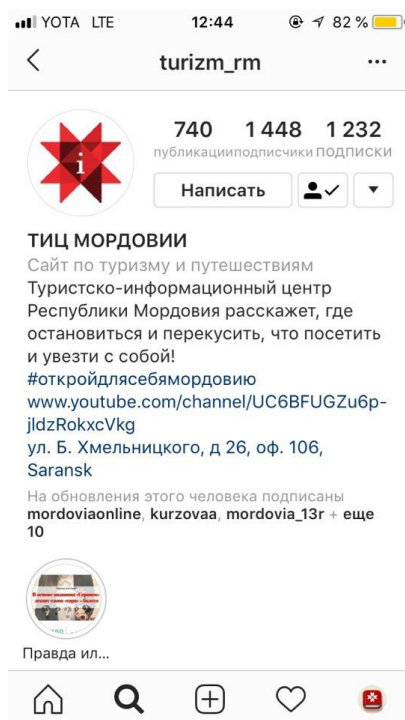 YOTA LTE 12:44 82 %
turizm_rm
740 1 448 1 232
публикации подписчики подписки
Написать
i
ТИЦ МОРДОВИИ
Сайт по туризму и путешествиям
Туристско-информационный центр
Республики Мордовия расскажет, где
остановиться и перекусить, что посетить
и увезти с собой!
#откройдлясебямордовию
www.youtube.com/channel/UC6BFUGZu6p-
jldzRokxcVkg
ул. Б. Хмельницкого, д 26, оф. 106,
Saransk
На обновления этого человека подписаны
mordoviaonline, kurzovaa, mordovia_13r + еще
10
Правда ил...